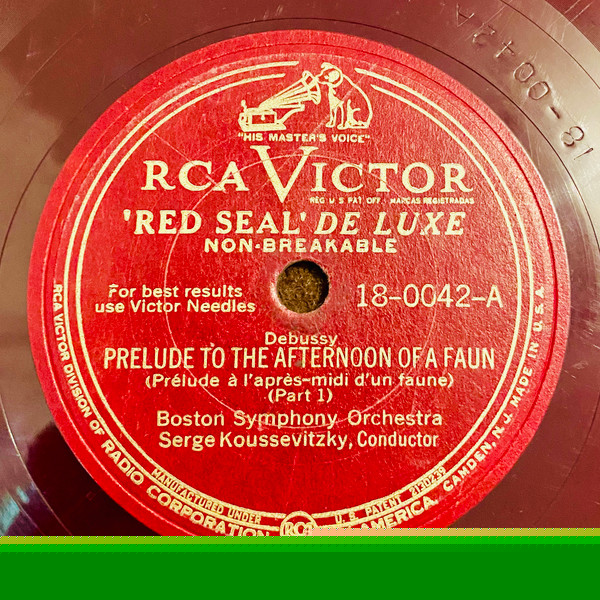 18-0042A
"HIS MASTER'S VOICE"
RCA VICTOR
REG U S PAT OFF · MARCAS REGISTRADAS
'RED SEAL' DE LUXE
NON-BREAKABLE
For best results
use Victor Needles
18-0042-A
Debussy
PRELUDE TO THE AFTERNOON OF A FAUN
(Prélude à l'après-midi d'un faune)
(Part 1)
Boston Symphony Orchestra
Serge Koussevitzky, Conductor
MANUFACTURED UNDER
U. S. PATENT 2130239
RCA VICTOR DIVISION OF RADIO CORPORATION
RCA
AMERICA, CAMDEN, N. J. MADE IN U. S. A.